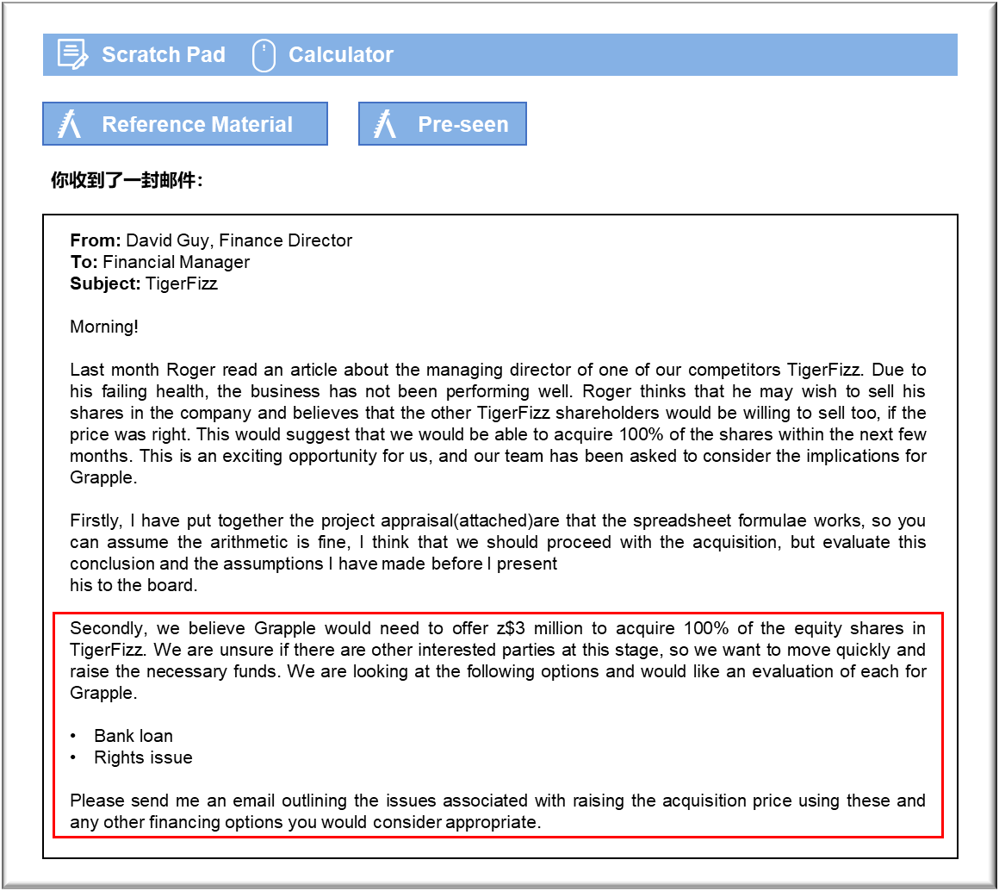 Scratch Pad Calculator
Reference Material Pre-seen
你收到了一封邮件：
From: David Guy, Finance Director
To: Financial Manager
Subject: TigerFizz
Morning!
Last month Roger read an article about the managing director of one of our competitors TigerFizz. Due to
his failing health, the business has not been performing well. Roger thinks that he may wish to sell his
shares in the company and believes that the other TigerFizz shareholders would be willing to sell too, if the
price was right. This would suggest that we would be able to acquire 100% of the shares within the next few
months. This is an exciting opportunity for us, and our team has been asked to consider the implications for
Grapple.
Firstly, I have put together the project appraisal(attached)are that the spreadsheet formulae works, so you
can assume the arithmetic is fine, I think that we should proceed with the acquisition, but evaluate this
conclusion and the assumptions I have made before I present
his to the board.
Secondly, we believe Grapple would need to offer z$3 million to acquire 100% of the equity shares in
TigerFizz. We are unsure if there are other interested parties at this stage, so we want to move quickly and
raise the necessary funds. We are looking at the following options and would like an evaluation of each for
Grapple.
• Bank loan
• Rights issue
Please send me an email outlining the issues associated with raising the acquisition price using these and
any other financing options you would consider appropriate.